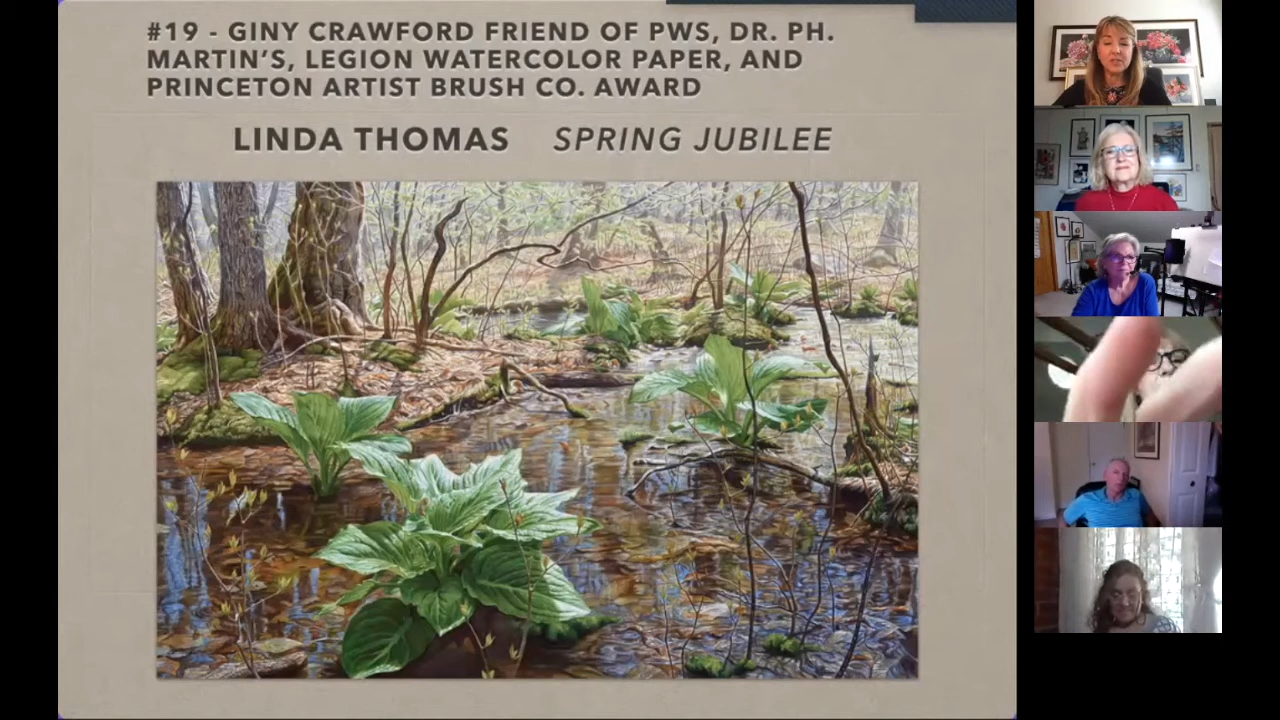 #19 - GINY CRAWFORD FRIEND OF PWS, DR. PH.
MARTIN'S, LEGION WATERCOLOR PAPER, AND
PRINCETON ARTIST BRUSH CO. AWARD
LINDA THOMAS SPRING JUBILEE